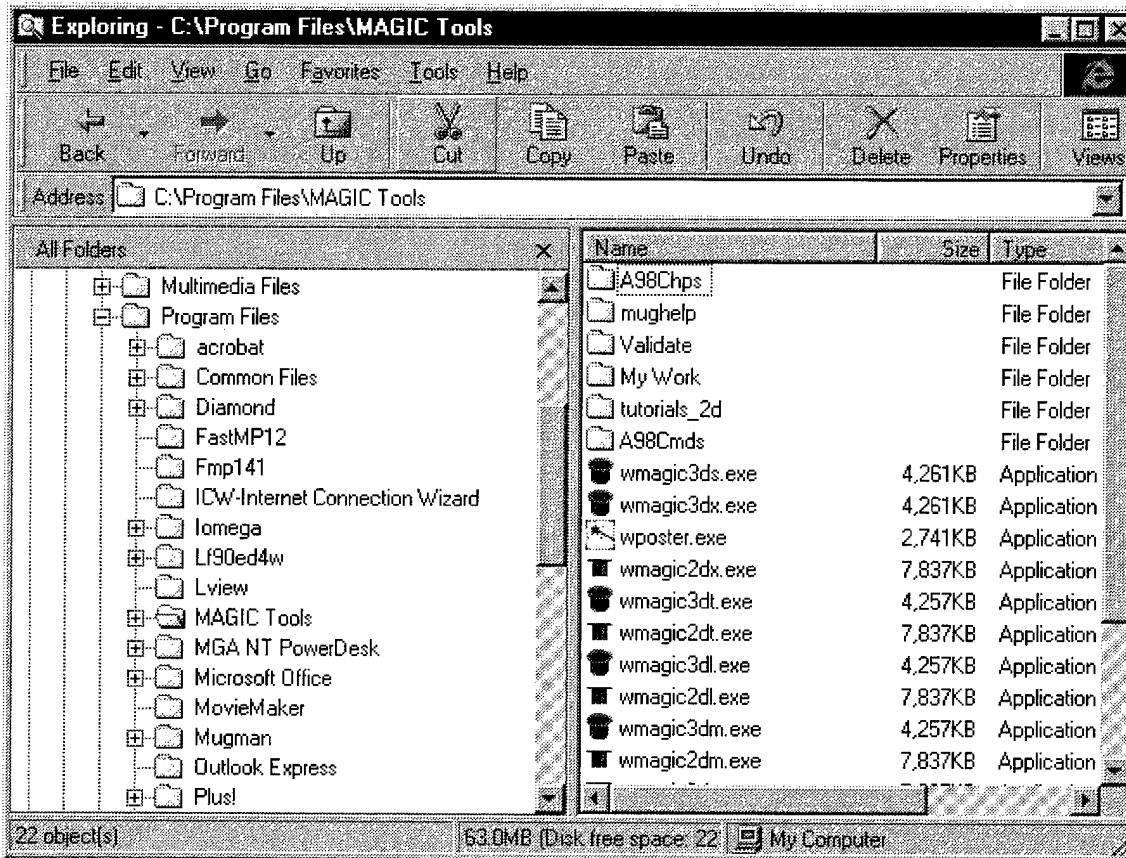 Exploring - C:\Program Files\MAGIC Tools
File Edit View Go Favorites Tools Help
Back Forward Up Cut Copy Paste Undo Delete Properties Views
Address C:\Program Files\MAGIC Tools
All Folders
Multimedia Files
Program Files
acrobat
Common Files
Diamond
FastMP12
Fmp141
ICW-Internet Connection Wizard
Iomega
Lf90ed4w
Lview
MAGIC Tools
MGA NT PowerDesk
Microsoft Office
MovieMaker
Mugman
Outlook Express
Plus!
Name Size Type
A98Chps File Folder
mughelp File Folder
Validate File Folder
My Work File Folder
tutorials_2d File Folder
A98Cmds File Folder
wmagic3ds.exe 4,261KB Application
wmagic3dx.exe 4,261KB Application
wposter.exe 2,741KB Application
wmagic2dx.exe 7,837KB Application
wmagic3dt.exe 4,257KB Application
wmagic2dt.exe 7,837KB Application
wmagic3dl.exe 4,257KB Application
wmagic2dl.exe 7,837KB Application
wmagic3dm.exe 4,257KB Application
wmagic2dm.exe 7,837KB Application
22 object(s) 63.0MB (Disk free space: 22 My Computer